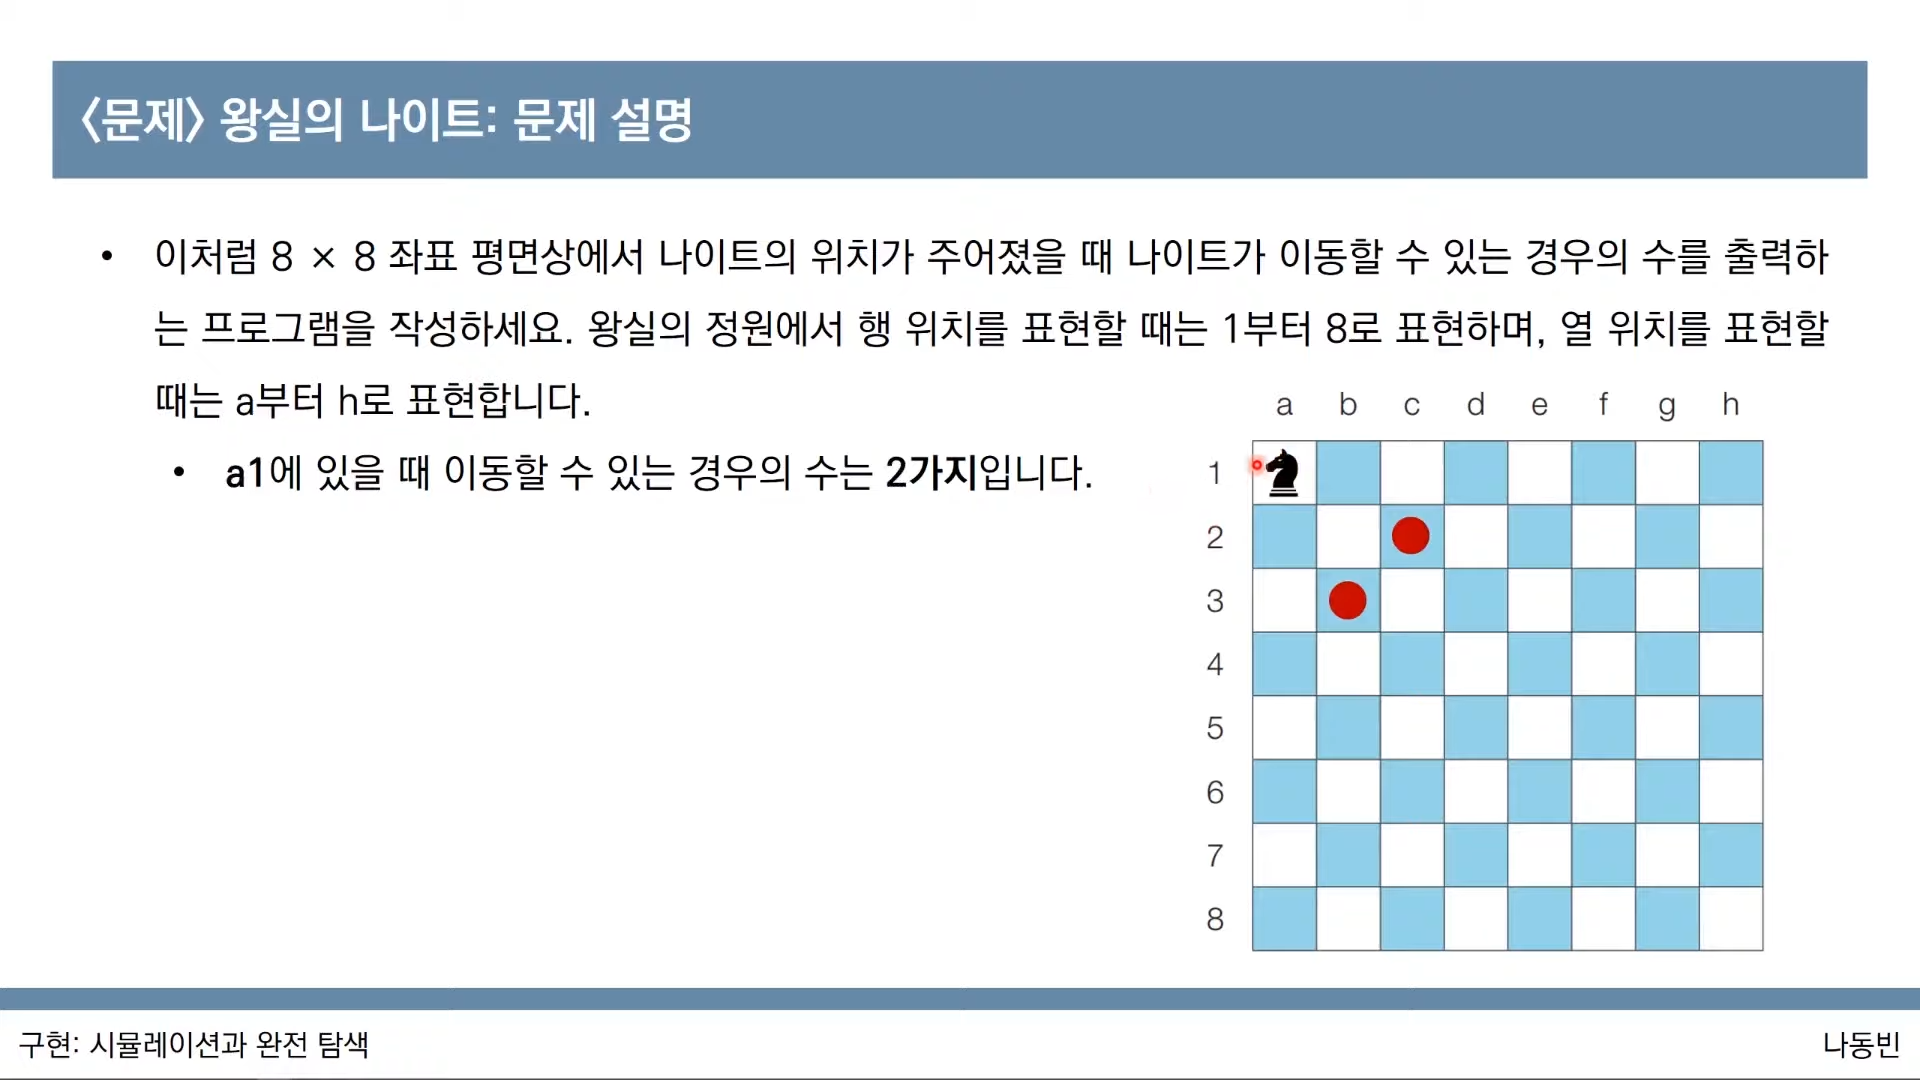 〈문제〉 왕실의 나이트: 문제 설명
• 이처럼 8 × 8 좌표 평면상에서 나이트의 위치가 주어졌을 때 나이트가 이동할 수 있는 경우의 수를 출력하
는 프로그램을 작성하세요. 왕실의 정원에서 행 위치를 표현할 때는 1부터 8로 표현하며, 열 위치를 표현할
때는 a부터 h로 표현합니다.
• a1에 있을 때 이동할 수 있는 경우의 수는 2가지입니다.
a b c d e f g h
1
2
3
4
5
6
7
8
구현: 시뮬레이션과 완전 탐색
나동빈